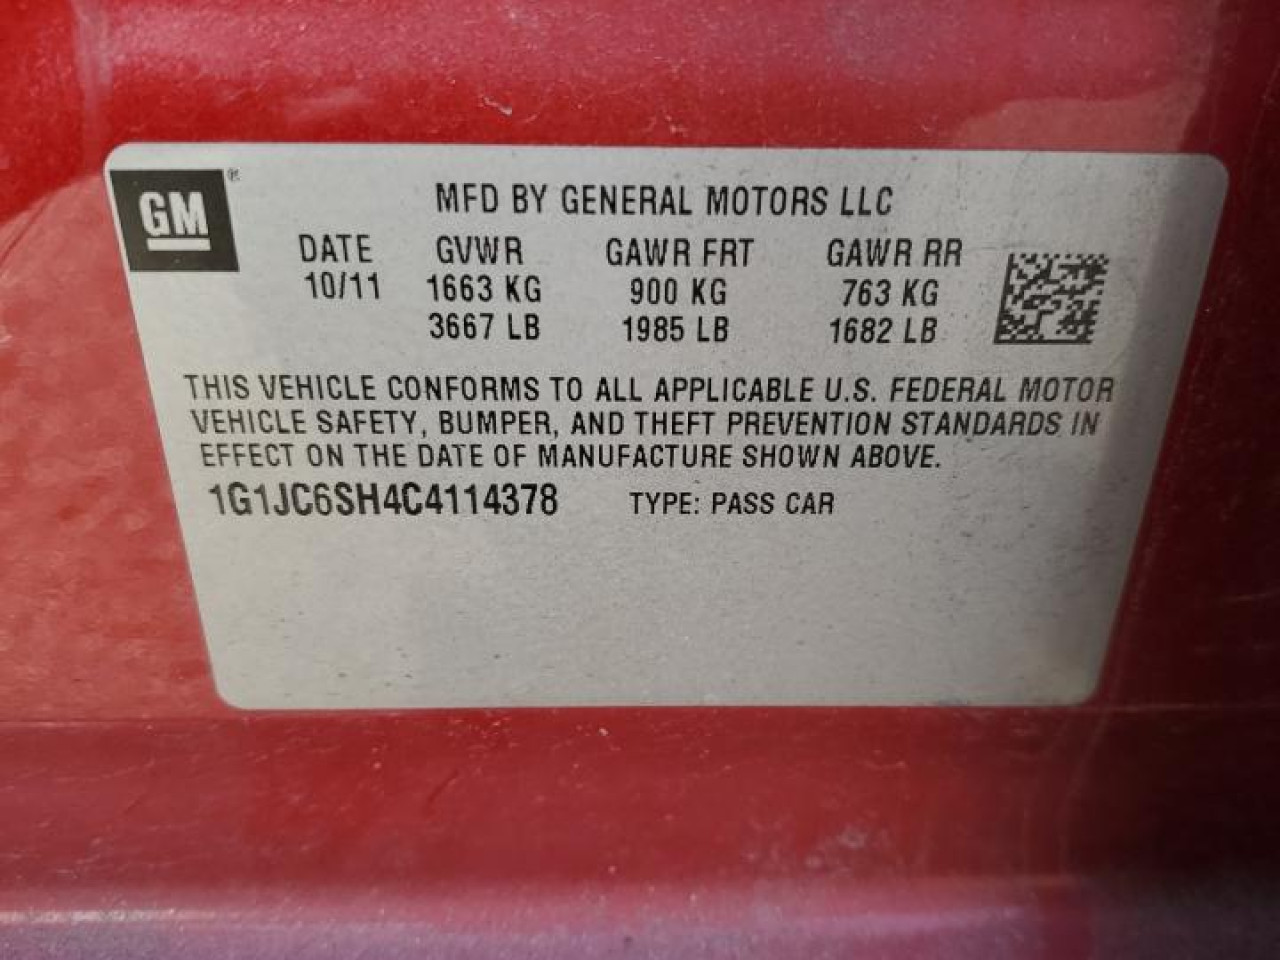 GM®
MFD BY GENERAL MOTORS LLC
DATE GVWR GAWR FRT GAWR RR
10/11 1663 KG 900 KG 763 KG
3667 LB 1985 LB 1682 LB
THIS VEHICLE CONFORMS TO ALL APPLICABLE U.S. FEDERAL MOTOR
VEHICLE SAFETY, BUMPER, AND THEFT PREVENTION STANDARDS IN
EFFECT ON THE DATE OF MANUFACTURE SHOWN ABOVE.
1G1JC6SH4C4114378 TYPE: PASS CAR